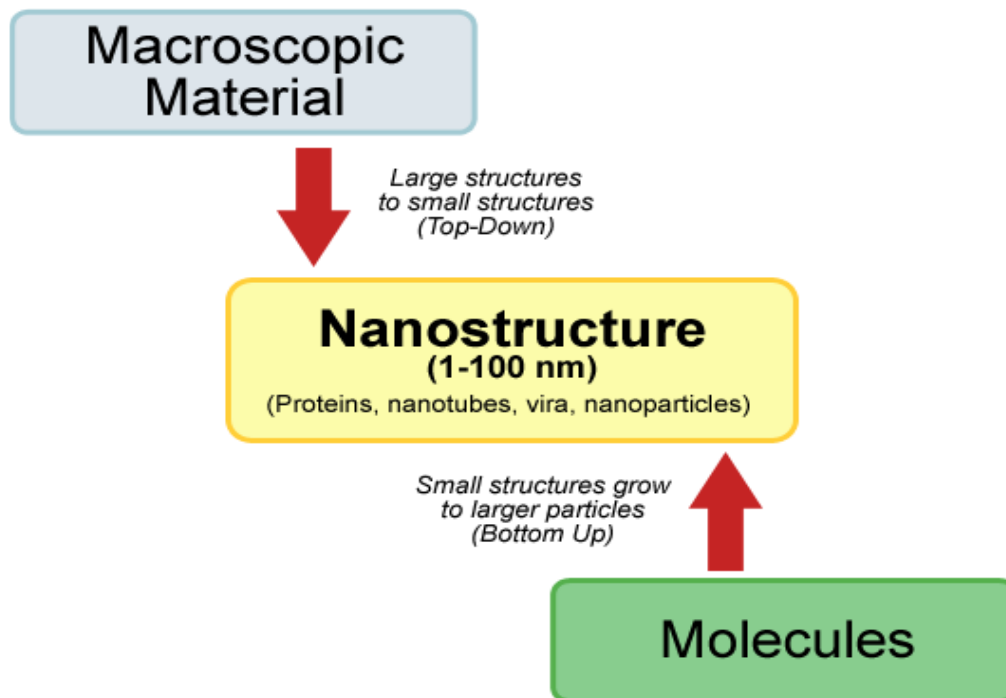 Macroscopic
Material
Large structures
to small structures
(Top-Down)
Nanostructure
(1-100 nm)
(Proteins, nanotubes, vira, nanoparticles)
Small structures grow
to larger particles
(Bottom Up)
Molecules